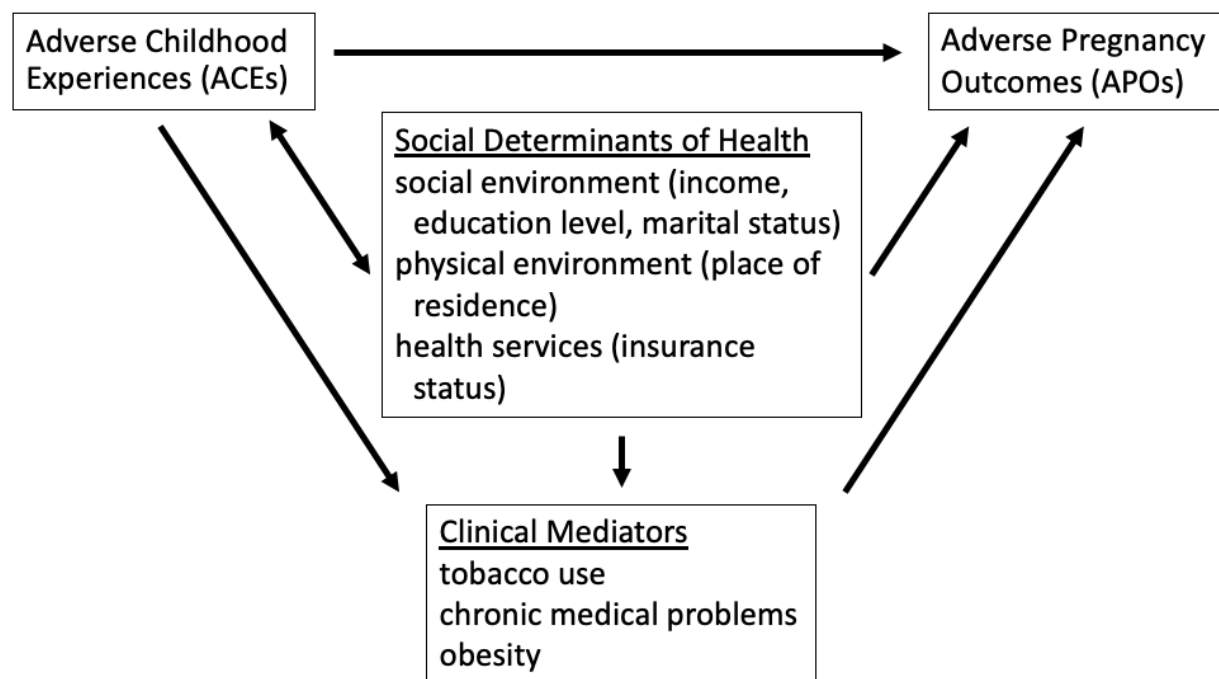 Adverse Childhood
Experiences (ACEs)
Adverse Pregnancy
Outcomes (APOs)
Social Determinants of Health
social environment (income,
education level, marital status)
physical environment (place of
residence)
health services (insurance
status)
Clinical Mediators
tobacco use
chronic medical problems
obesity